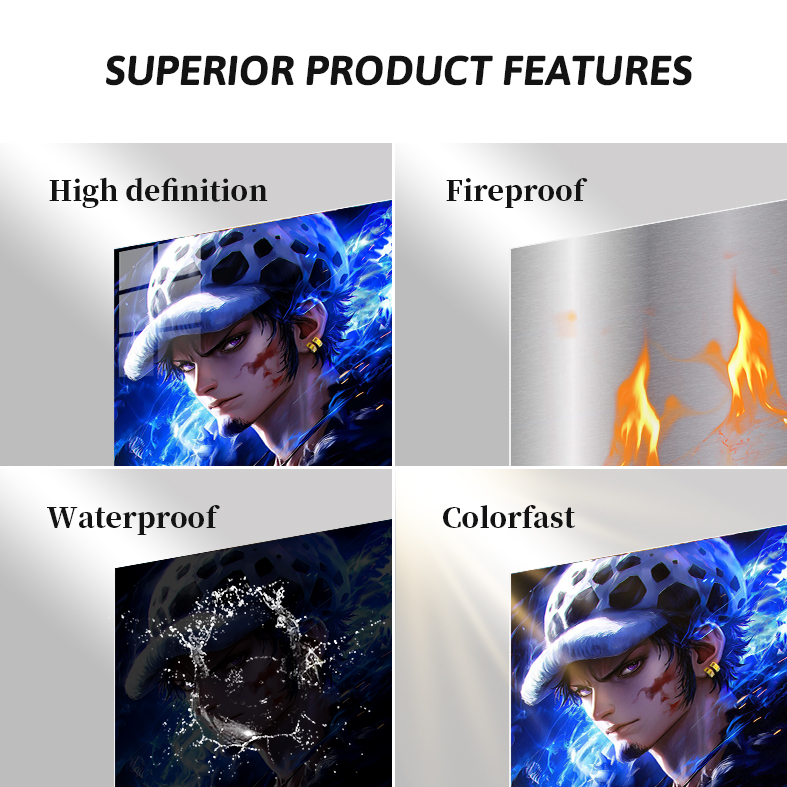 SUPERIOR PRODUCT FEATURES
High definition
Fireproof
Waterproof
Colorfast